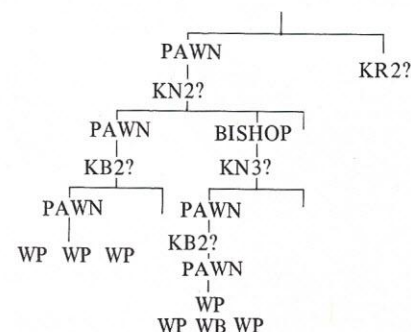 PAWN
KR2?
KN2?
PAWN BISHOP
KB2? KN3?
PAWN PAWN
KB2?
WP WP WP
PAWN
WP
WP WB WP